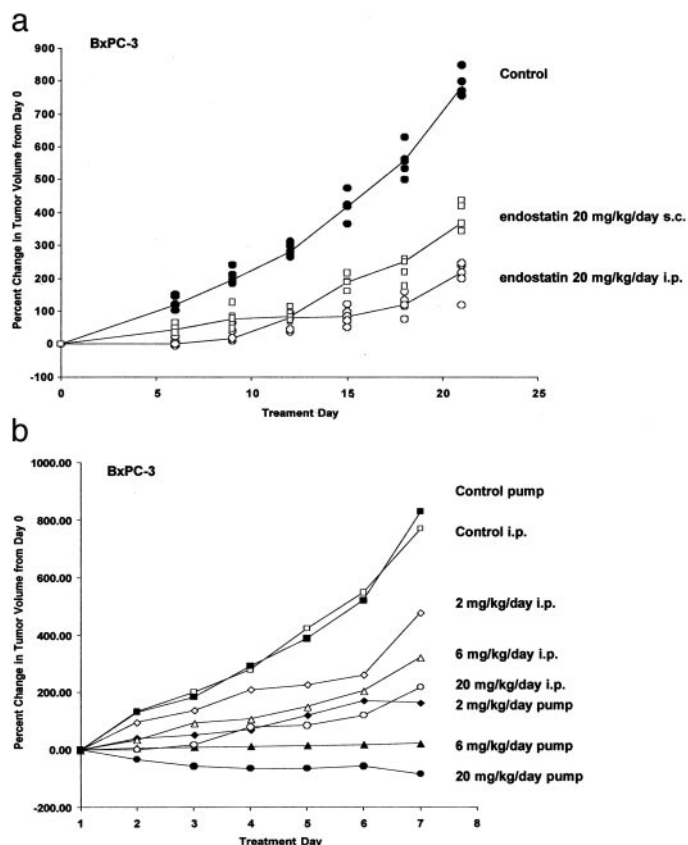 a
BxPC-3
900
800
700
600
500
400
300
200
100
0
-100
0
5
10
15
20
25
Percent Change in Tumor Volume from Day 0
Treament Day
Control
endostatin 20 mg/kg/day s.c.
endostatin 20 mg/kg/day i.p.
b
BxPC-3
1000.00
800.00
600.00
400.00
200.00
0.00
-200.00
1
2
3
4
5
6
7
8
Percent Change in Tumor Volume from Day 0
Treatment Day
Control pump
Control i.p.
2 mg/kg/day i.p.
6 mg/kg/day i.p.
20 mg/kg/day i.p.
2 mg/kg/day pump
6 mg/kg/day pump
20 mg/kg/day pump